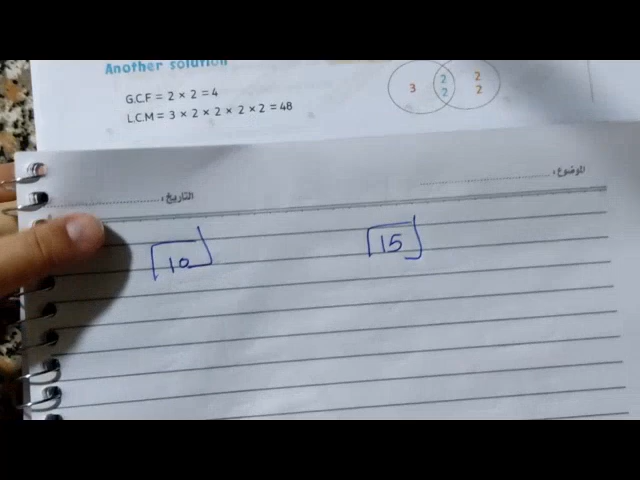 Another solution
G.C.F = 2 × 2 = 4
L.C.M = 3 × 2 × 2 × 2 × 2 = 48
3 2 2
2 2
الموضوع :
التاريخ :
10 15